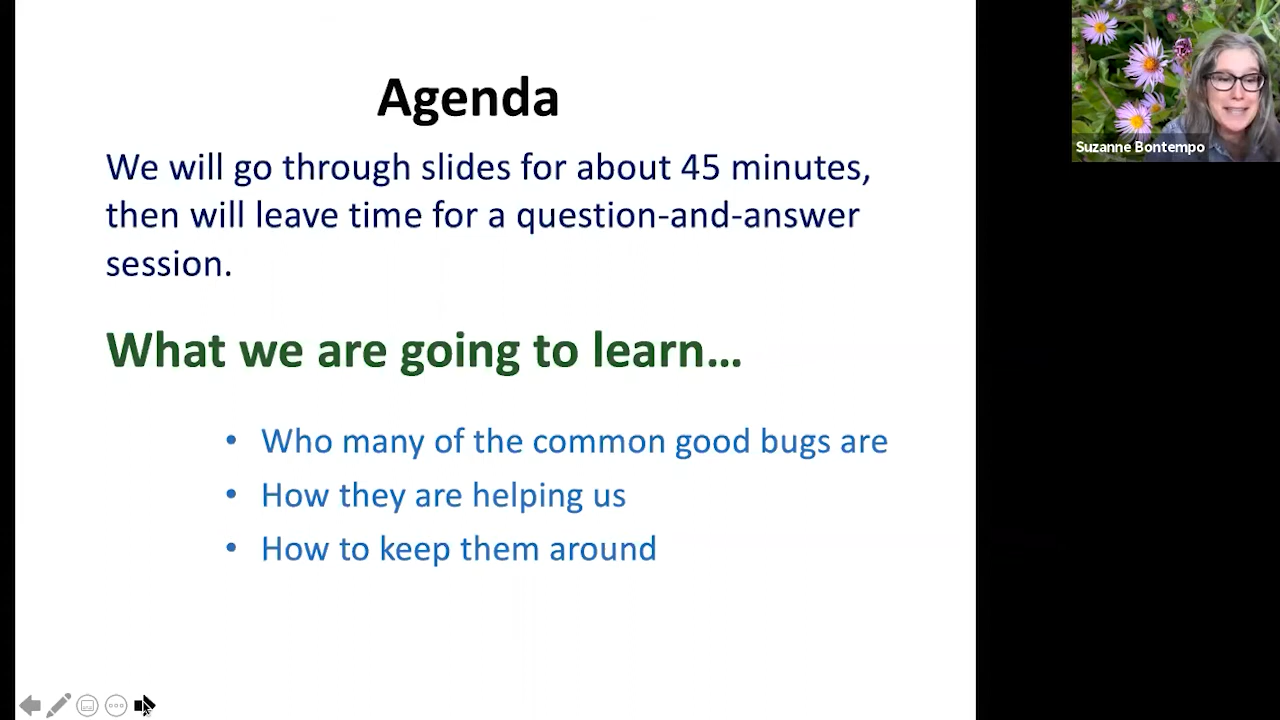 Agenda
We will go through slides for about 45 minutes,
then will leave time for a question-and-answer
session.
What we are going to learn…
• Who many of the common good bugs are
• How they are helping us
• How to keep them around
Suzanne Bontempo